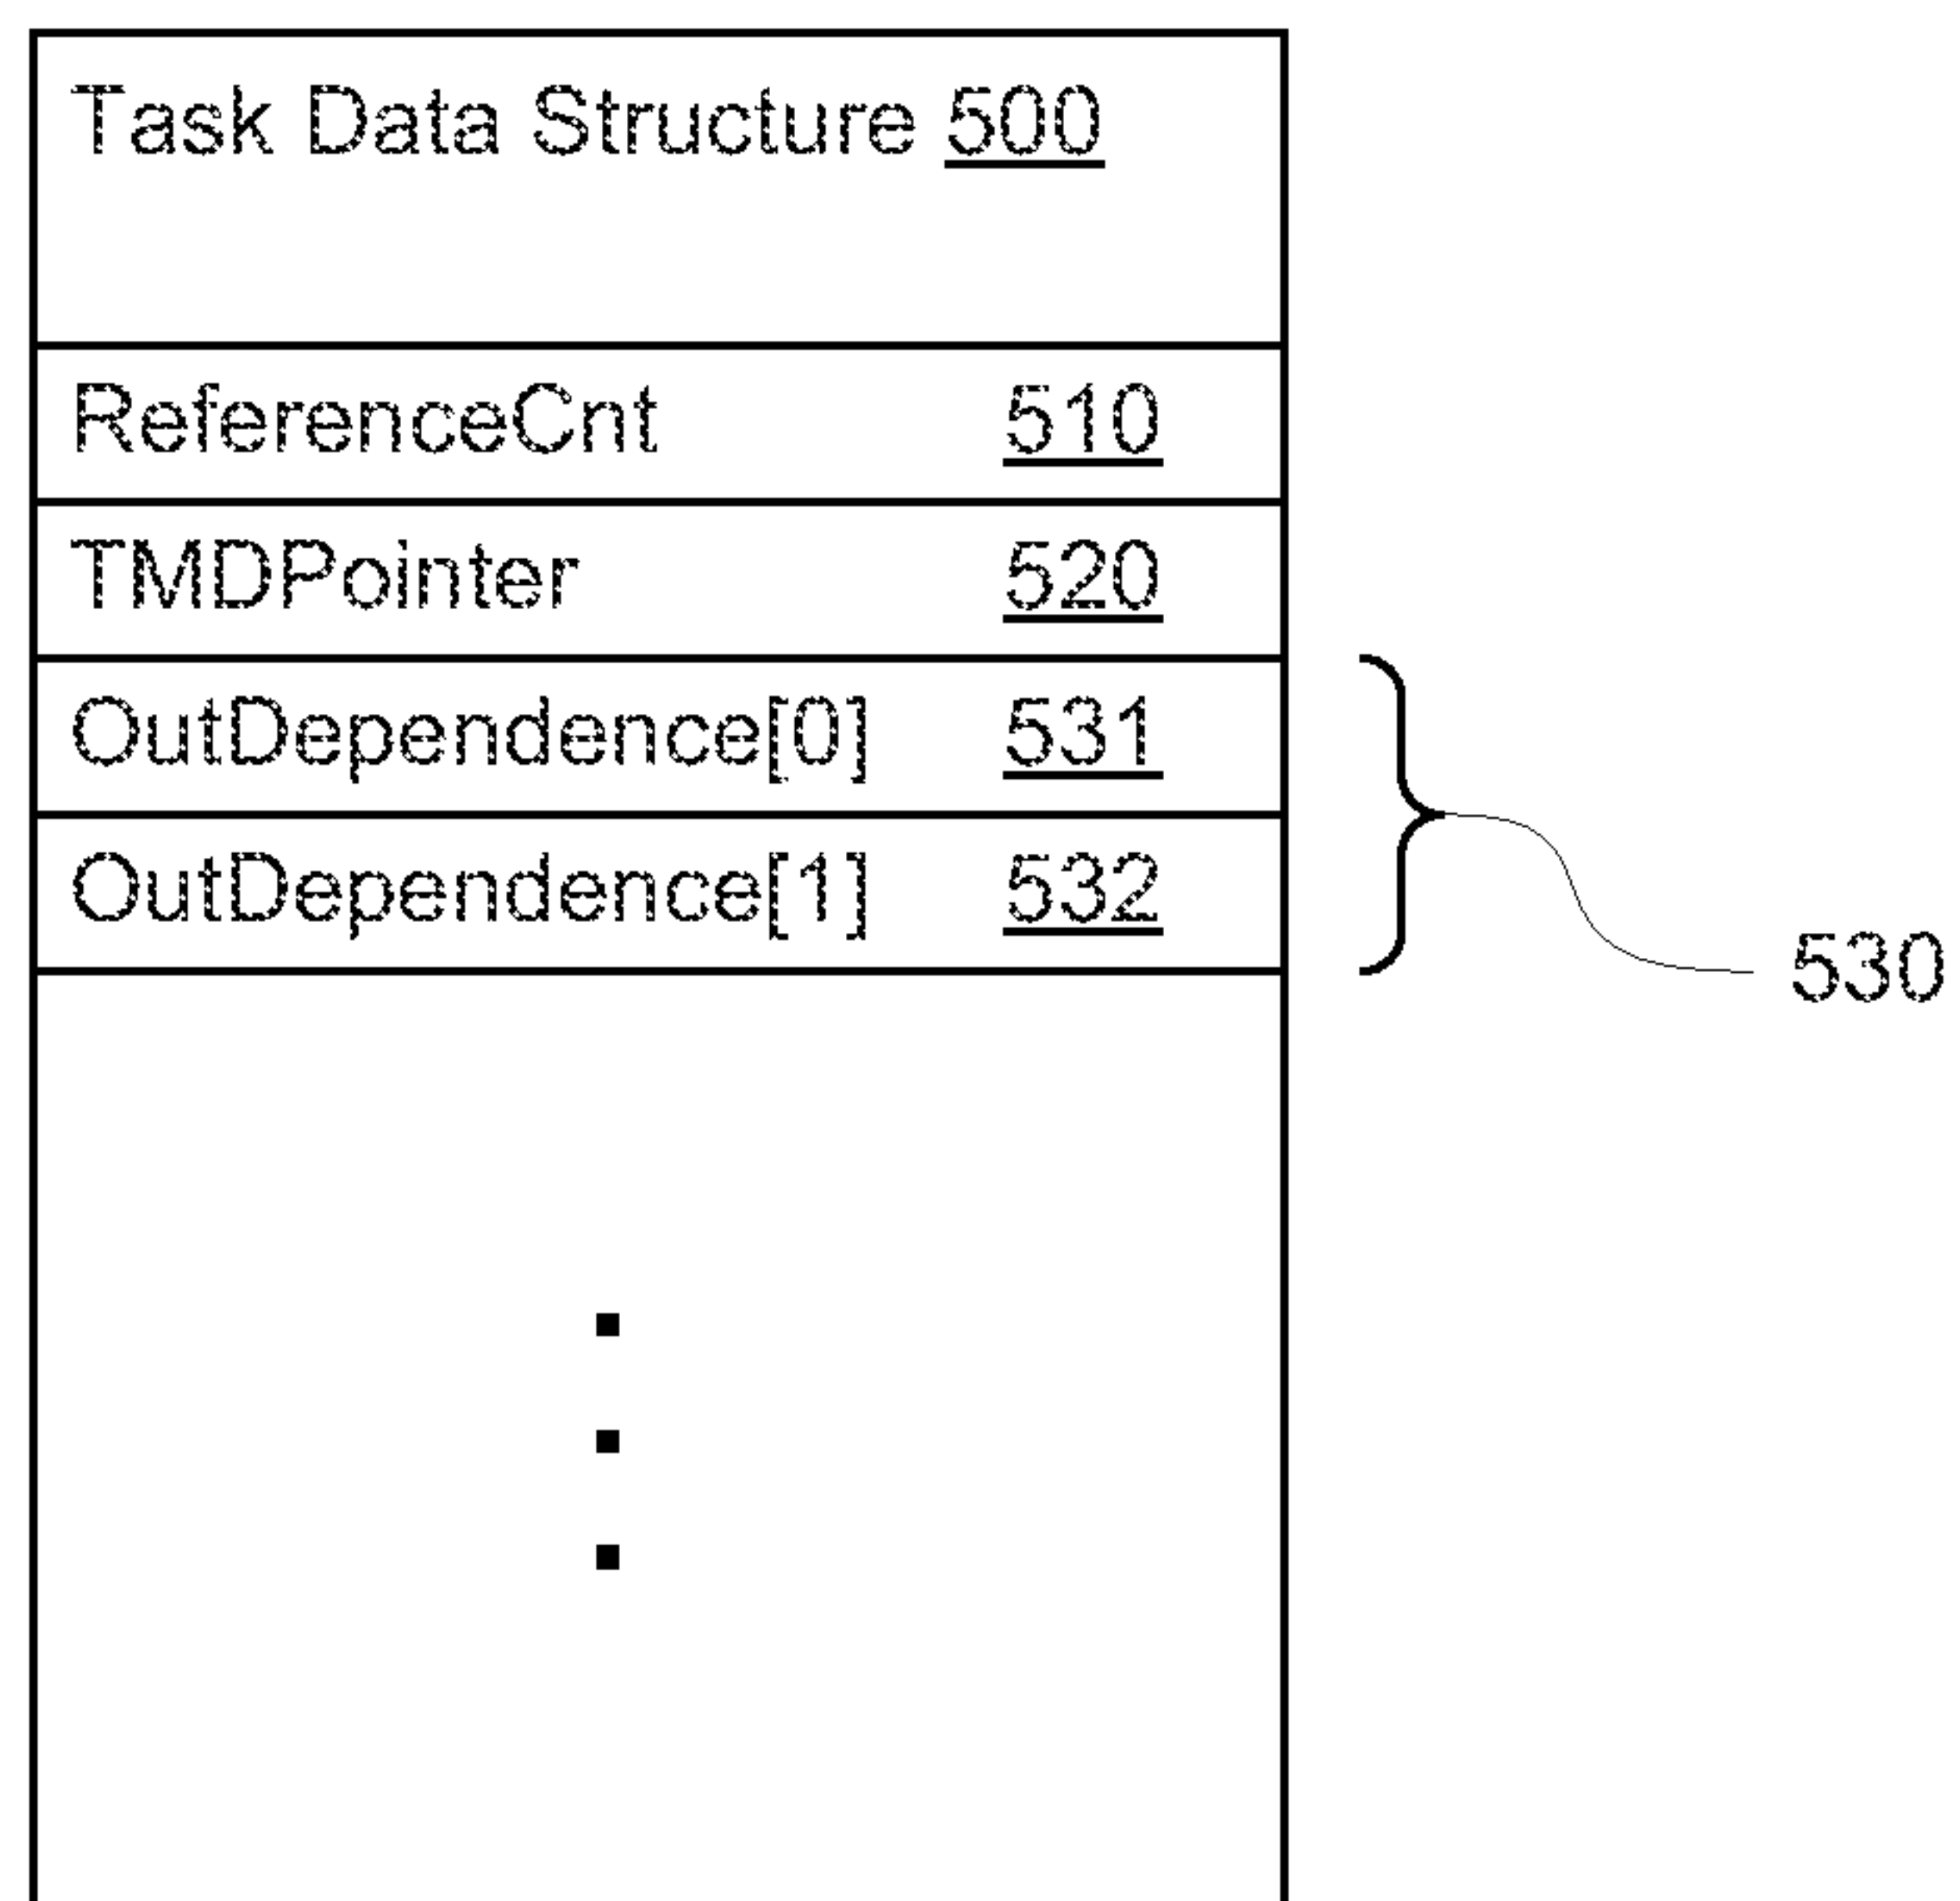 Task Data Structure 500
ReferenceCnt 510
TMDPointer 520
OutDependence[0] 531
OutDependence[1] 532
530